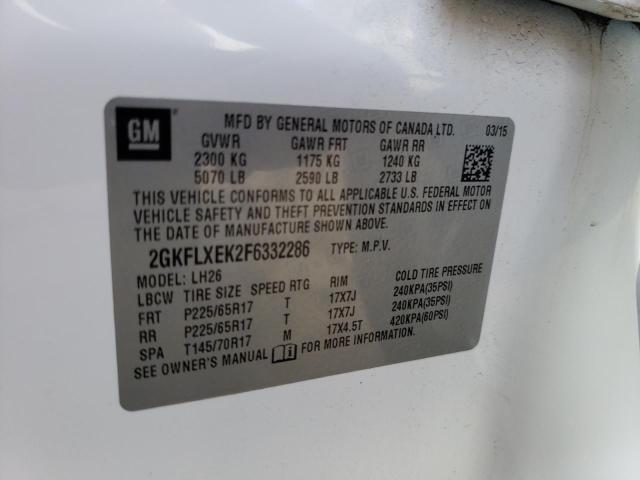 GM
MFD BY GENERAL MOTORS OF CANADA LTD. 03/15
GVWR GAWR FRT GAWR RR
2300 KG 1175 KG 1240 KG
5070 LB 2590 LB 2733 LB
THIS VEHICLE CONFORMS TO ALL APPLICABLE U.S. FEDERAL MOTOR
VEHICLE SAFETY AND THEFT PREVENTION STANDARDS IN EFFECT ON
THE DATE OF MANUFACTURE SHOWN ABOVE.
2GKFLXEK2F6332286 TYPE: M.P.V.
MODEL: LH26
LBCW TIRE SIZE SPEED RTG RIM COLD TIRE PRESSURE
FRT P225/65R17 T 17X7J 240KPA(35PSI)
RR P225/65R17 T 17X7J 240KPA(35PSI)
SPA T145/70R17 M 17X4.5T 420KPA(60PSI)
SEE OWNER'S MANUAL FOR MORE INFORMATION.